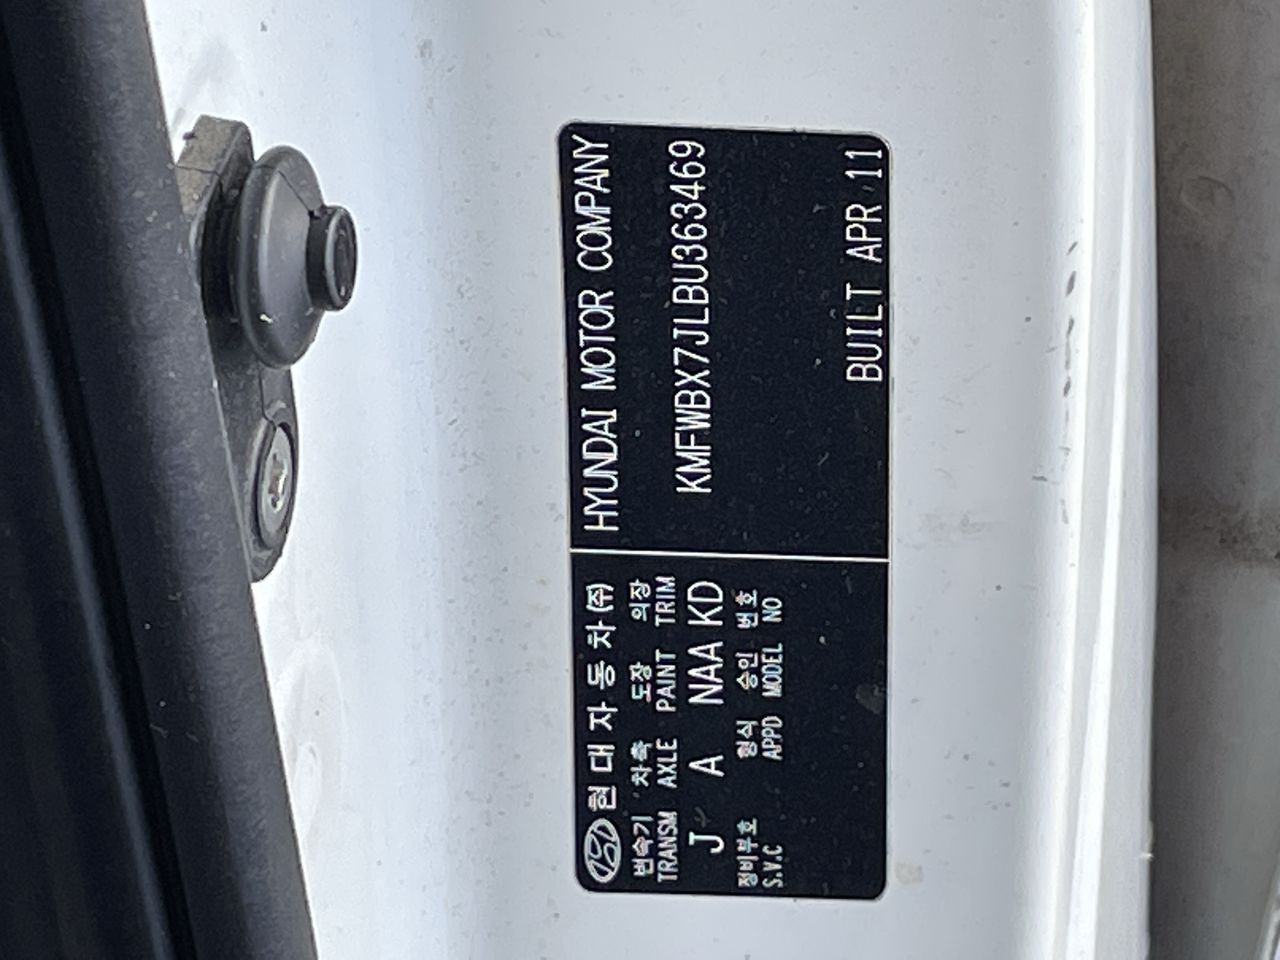 현대자동차(주)
변속기 차축 도장 의장
TRANSM AXLE PAINT TRIM
J A NAA KD
정비부호 형식 승인 번호
S.V.C APPD MODEL NO
HYUNDAI MOTOR COMPANY
KMFWBX7JLBU363469
BUILT APR 11